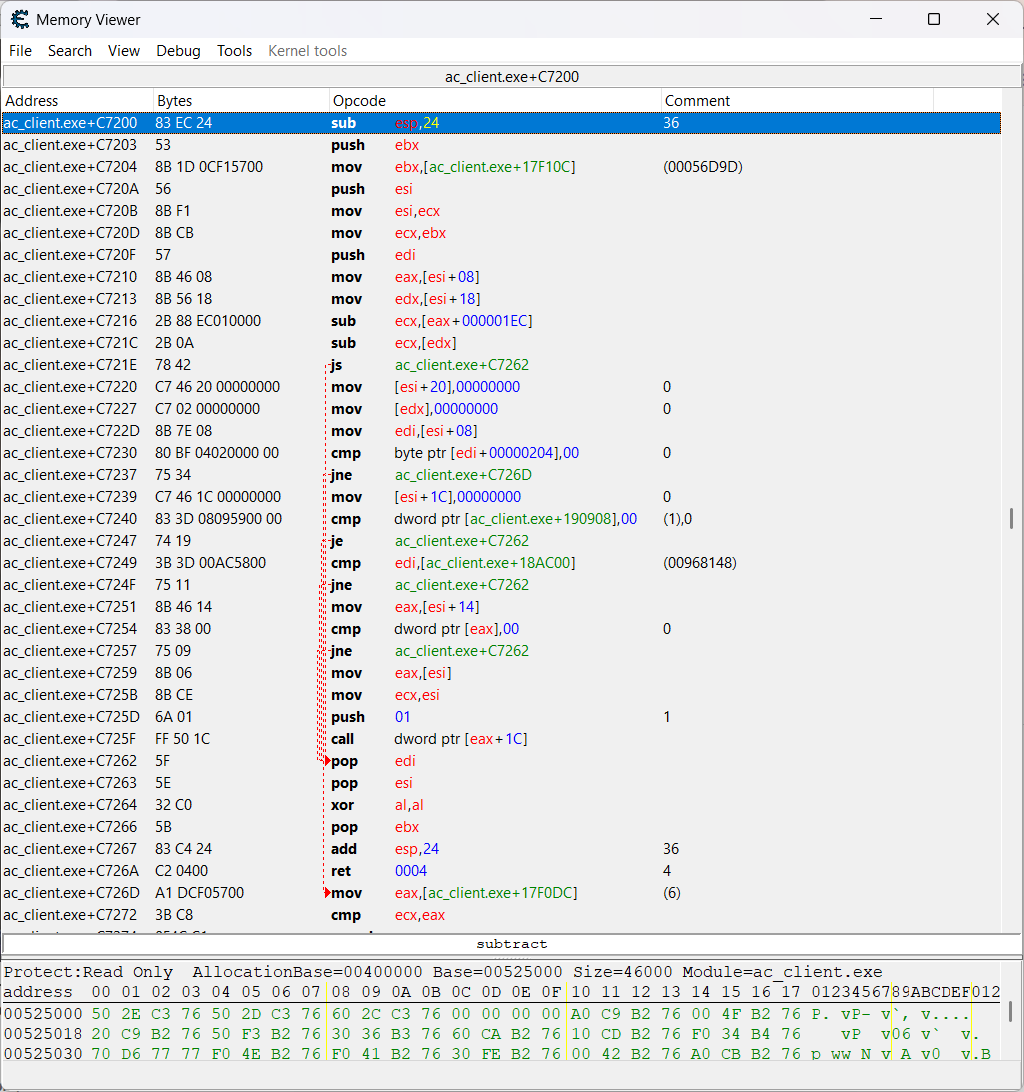 Memory Viewer
File Search View Debug Tools Kernel tools
ac_client.exe+C7200
Address Bytes Opcode Comment
ac_client.exe+C7200 83 EC 24 sub esp,24 36
ac_client.exe+C7203 53 push ebx
ac_client.exe+C7204 8B 1D 0CF15700 mov ebx,[ac_client.exe+17F10C] (00056D9D)
ac_client.exe+C720A 56 push esi
ac_client.exe+C720B 8B F1 mov esi,ecx
ac_client.exe+C720D 8B CB mov ecx,ebx
ac_client.exe+C720F 57 push edi
ac_client.exe+C7210 8B 46 08 mov eax,[esi+08]
ac_client.exe+C7213 8B 56 18 mov edx,[esi+18]
ac_client.exe+C7216 2B 88 EC010000 sub ecx,[eax+000001EC]
ac_client.exe+C721C 2B 0A sub ecx,[edx]
ac_client.exe+C721E 78 42 js ac_client.exe+C7262
ac_client.exe+C7220 C7 46 20 00000000 mov [esi+20],00000000 0
ac_client.exe+C7227 C7 02 00000000 mov [edx],00000000 0
ac_client.exe+C722D 8B 7E 08 mov edi,[esi+08]
ac_client.exe+C7230 80 BF 04020000 00 cmp byte ptr [edi+00000204],00 0
ac_client.exe+C7237 75 34 jne ac_client.exe+C726D
ac_client.exe+C7239 C7 46 1C 00000000 mov [esi+1C],00000000 0
ac_client.exe+C7240 83 3D 08095900 00 cmp dword ptr [ac_client.exe+190908],00 (1),0
ac_client.exe+C7247 74 19 je ac_client.exe+C7262
ac_client.exe+C7249 3B 3D 00AC5800 cmp edi,[ac_client.exe+18AC00] (00968148)
ac_client.exe+C724F 75 11 jne ac_client.exe+C7262
ac_client.exe+C7251 8B 46 14 mov eax,[esi+14]
ac_client.exe+C7254 83 38 00 cmp dword ptr [eax],00 0
ac_client.exe+C7257 75 09 jne ac_client.exe+C7262
ac_client.exe+C7259 8B 06 mov eax,[esi]
ac_client.exe+C725B 8B CE mov ecx,esi
ac_client.exe+C725D 6A 01 push 01 1
ac_client.exe+C725F FF 50 1C call dword ptr [eax+1C]
ac_client.exe+C7262 5F pop edi
ac_client.exe+C7263 5E pop esi
ac_client.exe+C7264 32 C0 xor al,al
ac_client.exe+C7266 5B pop ebx
ac_client.exe+C7267 83 C4 24 add esp,24 36
ac_client.exe+C726A C2 0400 ret 0004 4
ac_client.exe+C726D A1 DCF05700 mov eax,[ac_client.exe+17F0DC] (6)
ac_client.exe+C7272 3B C8 cmp ecx,eax
subtract
Protect:Read Only AllocationBase=00400000 Base=00525000 Size=46000 Module=ac_client.exe
address 00 01 02 03 04 05 06 07 08 09 0A 0B 0C 0D 0E 0F 10 11 12 13 14 15 16 17 0123456789ABCDEF012
00525000 50 2E C3 76 50 2D C3 76 60 2C C3 76 00 00 00 00 A0 C9 B2 76 00 4F B2 76 P. vP- v`, v....
00525018 20 C9 B2 76 50 F3 B2 76 30 36 B3 76 60 CA B2 76 10 CD B2 76 F0 34 B4 76 vP v06 v` v.
00525030 70 D6 77 77 F0 4E B2 76 F0 41 B2 76 30 FE B2 76 00 42 B2 76 A0 CB B2 76 p ww N v A v0 v.B